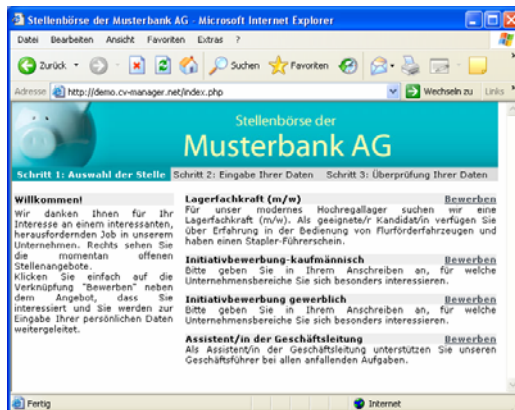 Stellenbörse der Musterbank AG - Microsoft Internet Explorer
Datei Bearbeiten Ansicht Favoriten Extras ?
Zurück Suchen Favoriten
Adresse http://demo.cv-manager.net/index.php Wechseln zu Links »
Stellenbörse der
Musterbank AG
Schritt 1: Auswahl der Stelle Schritt 2: Eingabe Ihrer Daten Schritt 3: Überprüfung Ihrer Daten
Willkommen!
Wir danken Ihnen für Ihr
Interesse an einem interessanten,
herausfordernden Job in unserem
Unternehmen. Rechts sehen Sie
die momentan offenen
Stellenangebote.
Klicken Sie einfach auf die
Verknüpfung "Bewerben" neben
dem Angebot, dass Sie
interessiert und Sie werden zur
Eingabe Ihrer persönlichen Daten
weitergeleitet.
Lagerfachkraft (m/w) Bewerben
Für unser modernes Hochregallager suchen wir eine
Lagerfachkraft (m/w). Als geeignete/r Kandidat/in verfügen Sie
über Erfahrung in der Bedienung von Flurförderfahrzeugen und
haben einen Stapler-Führerschein.
Initiativbewerbung-kaufmännisch Bewerben
Bitte geben Sie in Ihrem Anschreiben an, für welche
Unternehmensbereiche Sie sich besonders interessieren.
Initiativbewerbung gewerblich Bewerben
Bitte geben Sie in Ihrem Anschreiben an, für welche
Unternehmensbereiche Sie sich besonders interessieren.
Assistent/in der Geschäftsleitung Bewerben
Als Assistent/in der Geschäftsleitung unterstützen Sie unseren
Geschäftsführer bei allen anfallenden Aufgaben.
Fertig Internet